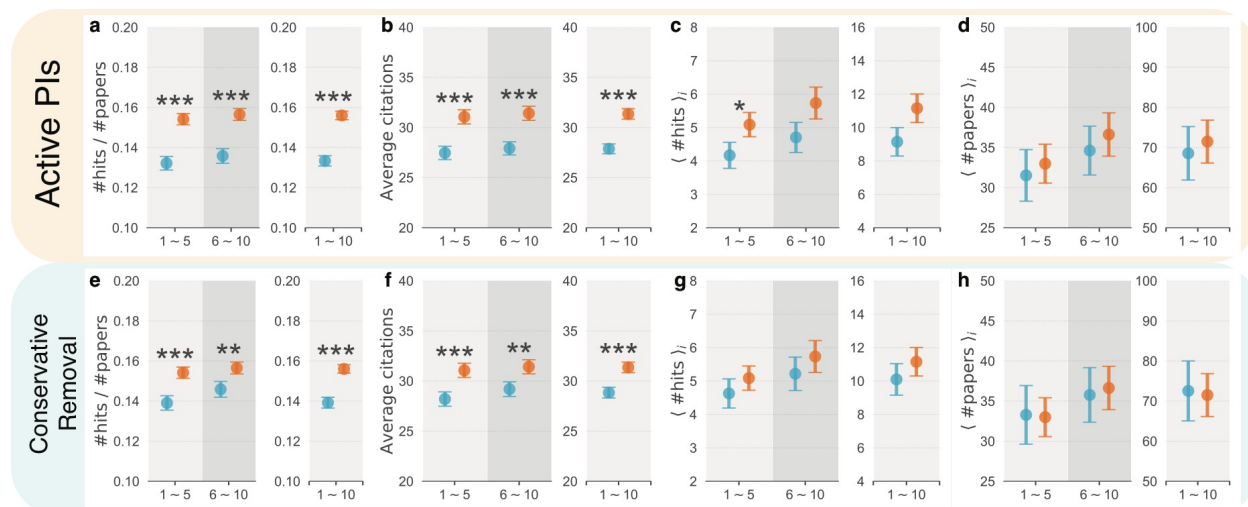 Active PIs
a
#hits / #papers
0.20
0.18
0.16
0.14
0.12
0.10
***
***
1 ~ 5
6 ~ 10
0.20
0.18
0.16
0.14
0.12
0.10
***
1 ~ 10
b
Average citations
40
35
30
25
20
***
***
1 ~ 5
6 ~ 10
40
35
30
25
20
***
1 ~ 10
c
⟨ #hits ⟩i
8
7
6
5
4
3
2
*
1 ~ 5
6 ~ 10
16
14
12
10
8
6
4
1 ~ 10
d
⟨ #papers ⟩i
50
45
40
35
30
25
1 ~ 5
6 ~ 10
100
90
80
70
60
50
1 ~ 10
Conservative
Removal
e
#hits / #papers
0.20
0.18
0.16
0.14
0.12
0.10
***
**
1 ~ 5
6 ~ 10
0.20
0.18
0.16
0.14
0.12
0.10
***
1 ~ 10
f
Average citations
40
35
30
25
20
***
**
1 ~ 5
6 ~ 10
40
35
30
25
20
***
1 ~ 10
g
⟨ #hits ⟩i
8
7
6
5
4
3
2
1 ~ 5
6 ~ 10
16
14
12
10
8
6
4
1 ~ 10
h
⟨ #papers ⟩i
50
45
40
35
30
25
1 ~ 5
6 ~ 10
100
90
80
70
60
50
1 ~ 10